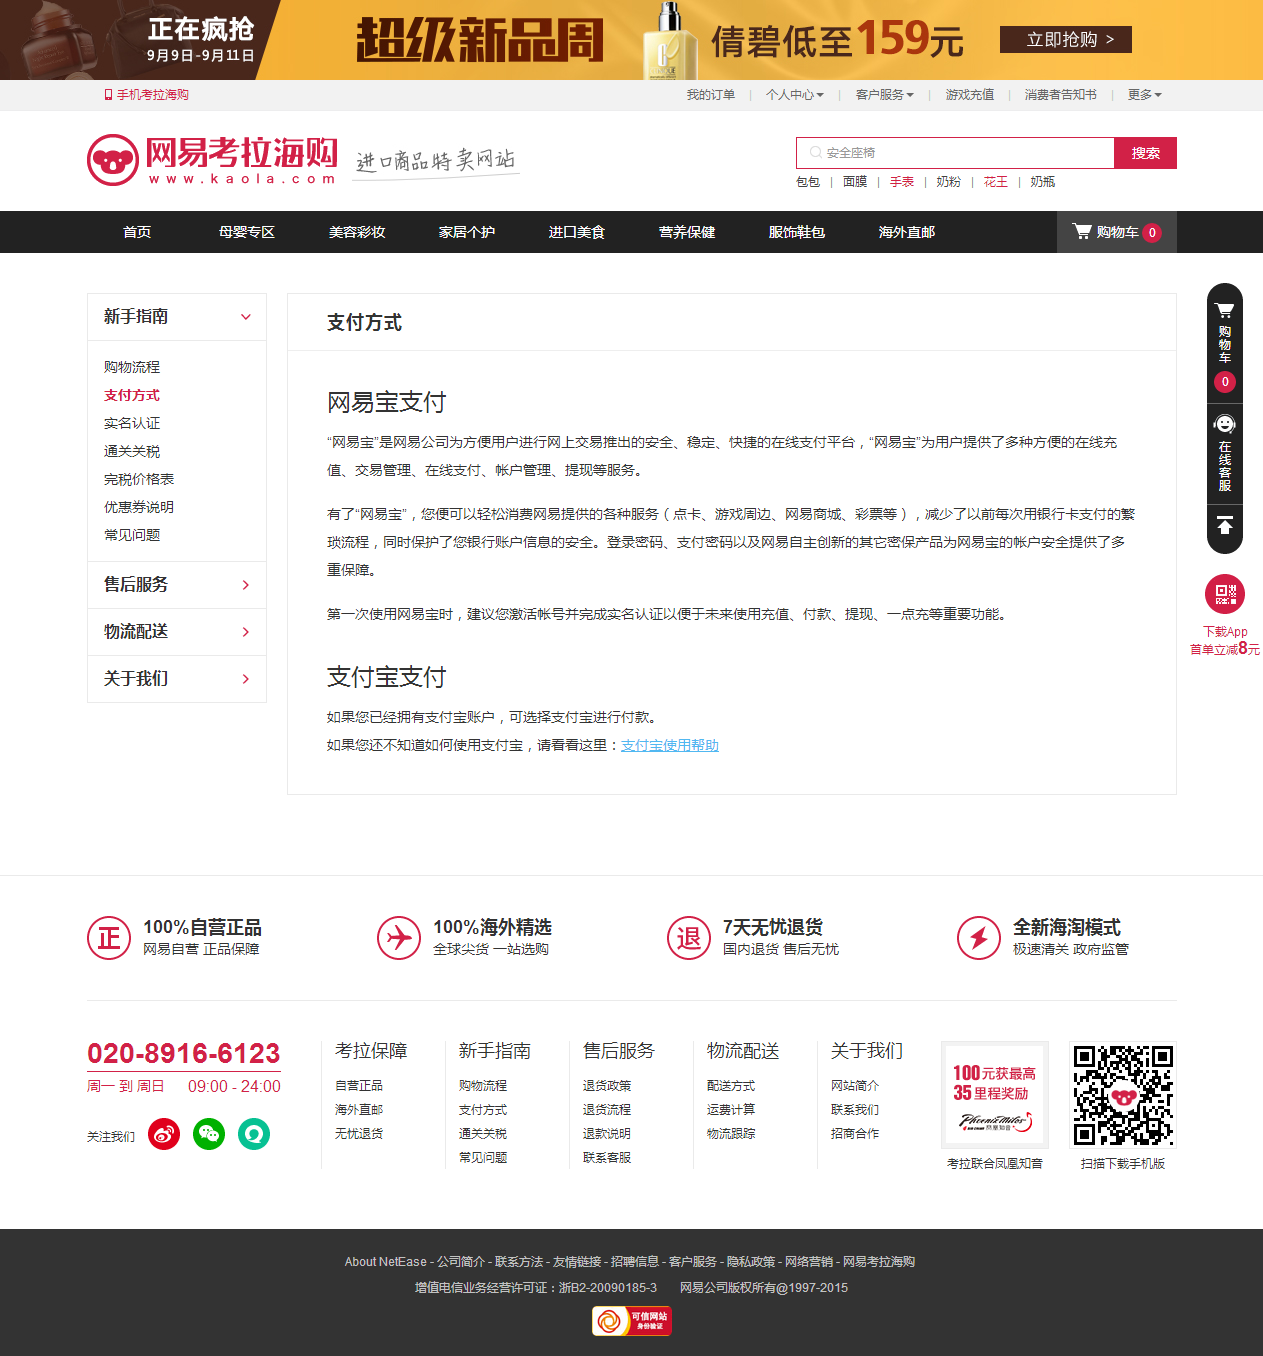 正在疯抢
9月9日-9月11日
超级新品周
倩碧低至159元
立即抢购 >
手机考拉海购
我的订单 | 个人中心 | 客户服务 | 游戏充值 | 消费者告知书 | 更多
网易考拉海购
www.kaola.com
进口商品特卖网站
安全座椅
搜索
包包 | 面膜 | 手表 | 奶粉 | 花王 | 奶瓶
首页 母婴专区 美容彩妆 家居个护 进口美食 营养保健 服饰鞋包 海外直邮 购物车 0
新手指南
购物流程
支付方式
实名认证
通关关税
完税价格表
优惠券说明
常见问题
售后服务
物流配送
关于我们
支付方式
网易宝支付
“网易宝”是网易公司为方便用户进行网上交易推出的安全、稳定、快捷的在线支付平台，“网易宝”为用户提供了多种方便的在线充
值、交易管理、在线支付、帐户管理、提现等服务。
有了“网易宝”，您便可以轻松消费网易提供的各种服务（点卡、游戏周边、网易商城、彩票等），减少了以前每次用银行卡支付的繁
琐流程，同时保护了您银行账户信息的安全。登录密码、支付密码以及网易自主创新的其它密保产品为网易宝的帐户安全提供了多
重保障。
第一次使用网易宝时，建议您激活帐号并完成实名认证以便于未来使用充值、付款、提现、一点充等重要功能。
支付宝支付
如果您已经拥有支付宝账户，可选择支付宝进行付款。
如果您还不知道如何使用支付宝，请看看这里：支付宝使用帮助
购物车
0
在线客服
下载App
首单立减8元
正
100%自营正品
网易自营 正品保障
100%海外精选
全球尖货 一站选购
退
7天无忧退货
国内退货 售后无忧
全新海淘模式
极速清关 政府监管
020-8916-6123
周一 到 周日 09:00 - 24:00
关注我们
考拉保障
自营正品
海外直邮
无忧退货
新手指南
购物流程
支付方式
通关关税
常见问题
售后服务
退货政策
退货流程
退款说明
联系客服
物流配送
配送方式
运费计算
物流跟踪
关于我们
网站简介
联系我们
招商合作
100元获最高
35里程奖励
PhoenixMiles
凤凰知音
考拉联合凤凰知音
扫描下载手机版
About NetEase - 公司简介 - 联系方法 - 友情链接 - 招聘信息 - 客户服务 - 隐私政策 - 网络营销 - 网易考拉海购
增值电信业务经营许可证：浙B2-20090185-3 网易公司版权所有@1997-2015
可信网站
身份验证